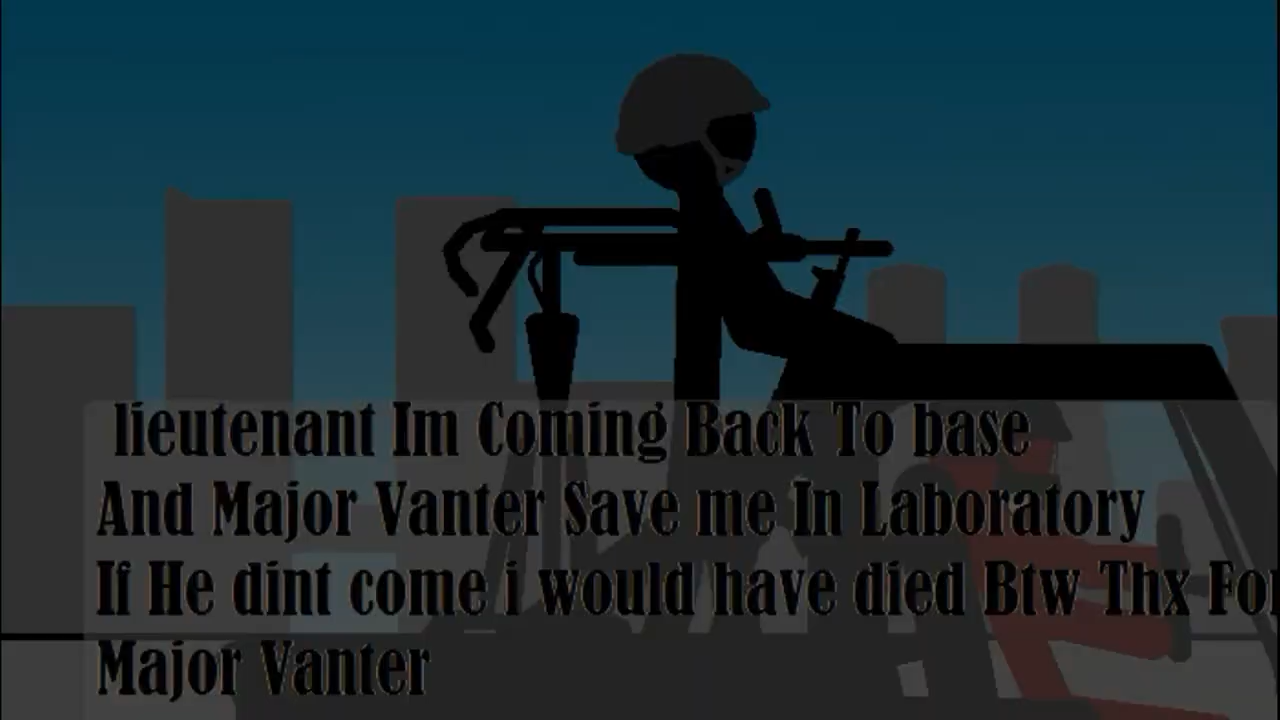 lieutenant Im Coming Back To base
And Major Vanter Save me In Laboratory
If He dint come i would have died Btw Thx
Major Vanter